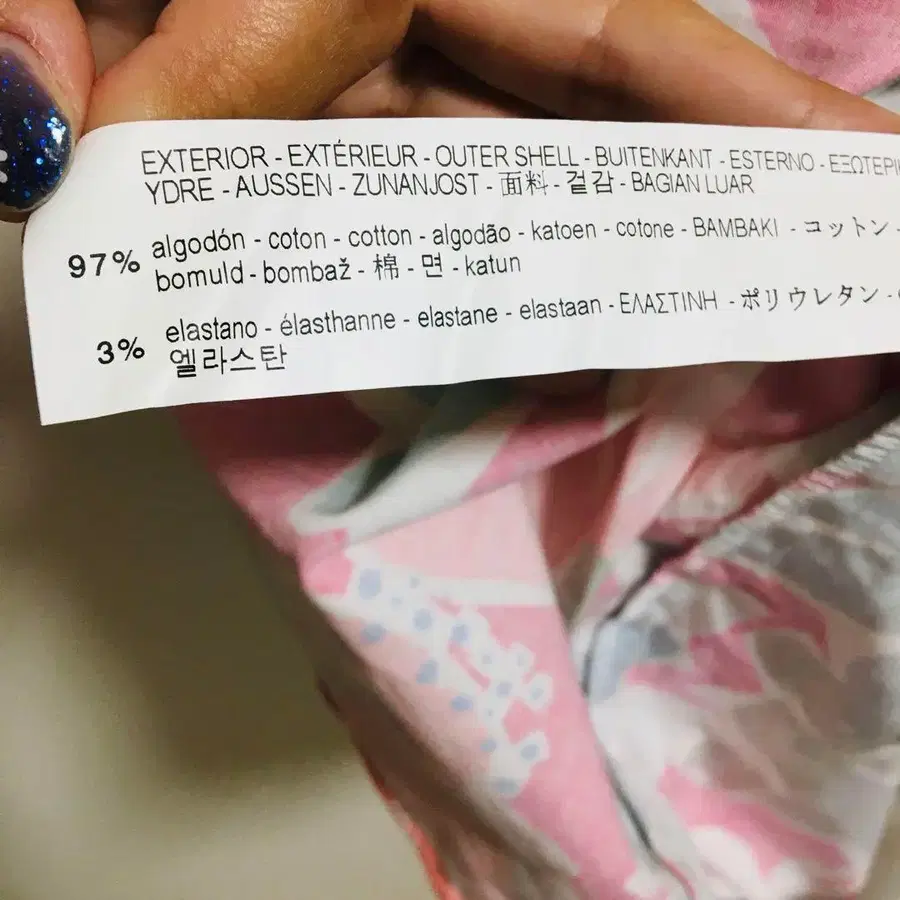 EXTERIOR - EXTÉRIEUR - OUTER SHELL - BUITENKANT - ESTERNO - ΕΞΩΤΕΡΙΚ
YDRE - AUSSEN - ZUNANJOST - 面料 - 겉감 - BAGIAN LUAR
97% algodón - coton - cotton - algodão - katoen - cotone - ΒΑΜΒΑΚΙ - コットン -
bomuld - bombaž - 棉 - 면 - katun
3% elastano - élasthanne - elastane - elastaan - ΕΛΑΣΤΙΝΗ - ポリウレタン -
엘라스탄